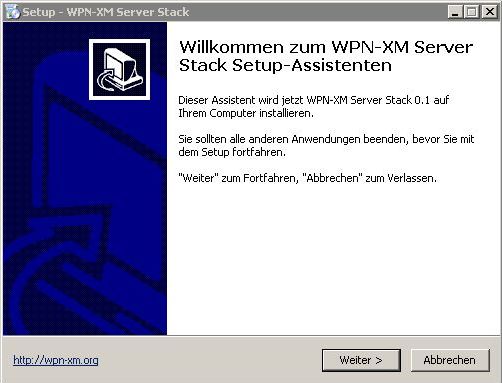 Setup - WPN-XM Server Stack
Willkommen zum WPN-XM Server
Stack Setup-Assistenten
Dieser Assistent wird jetzt WPN-XM Server Stack 0.1 auf
Ihrem Computer installieren.
Sie sollten alle anderen Anwendungen beenden, bevor Sie mit
dem Setup fortfahren.
"Weiter" zum Fortfahren, "Abbrechen" zum Verlassen.
http://wpn-xm.org
Weiter >
Abbrechen